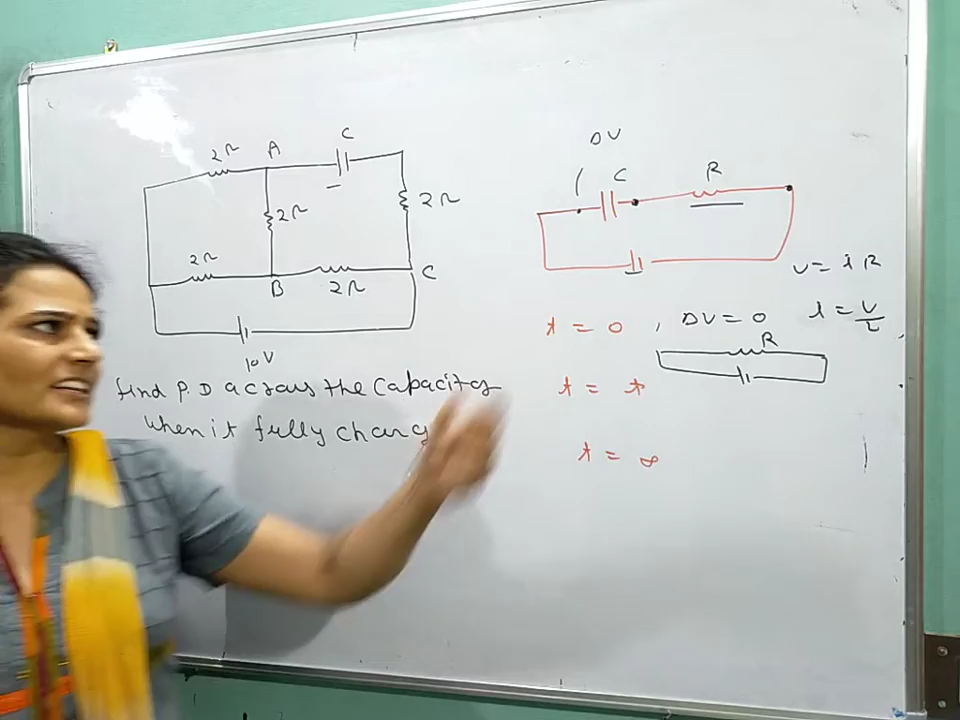 2Ω A C
2Ω 2Ω
2Ω B 2Ω C
10V
find P.D across the capacitor
when it fully charg
ΔV
C R
V = iR
t = 0 , ΔV = 0 i = V/
R
t = t
t = ∞